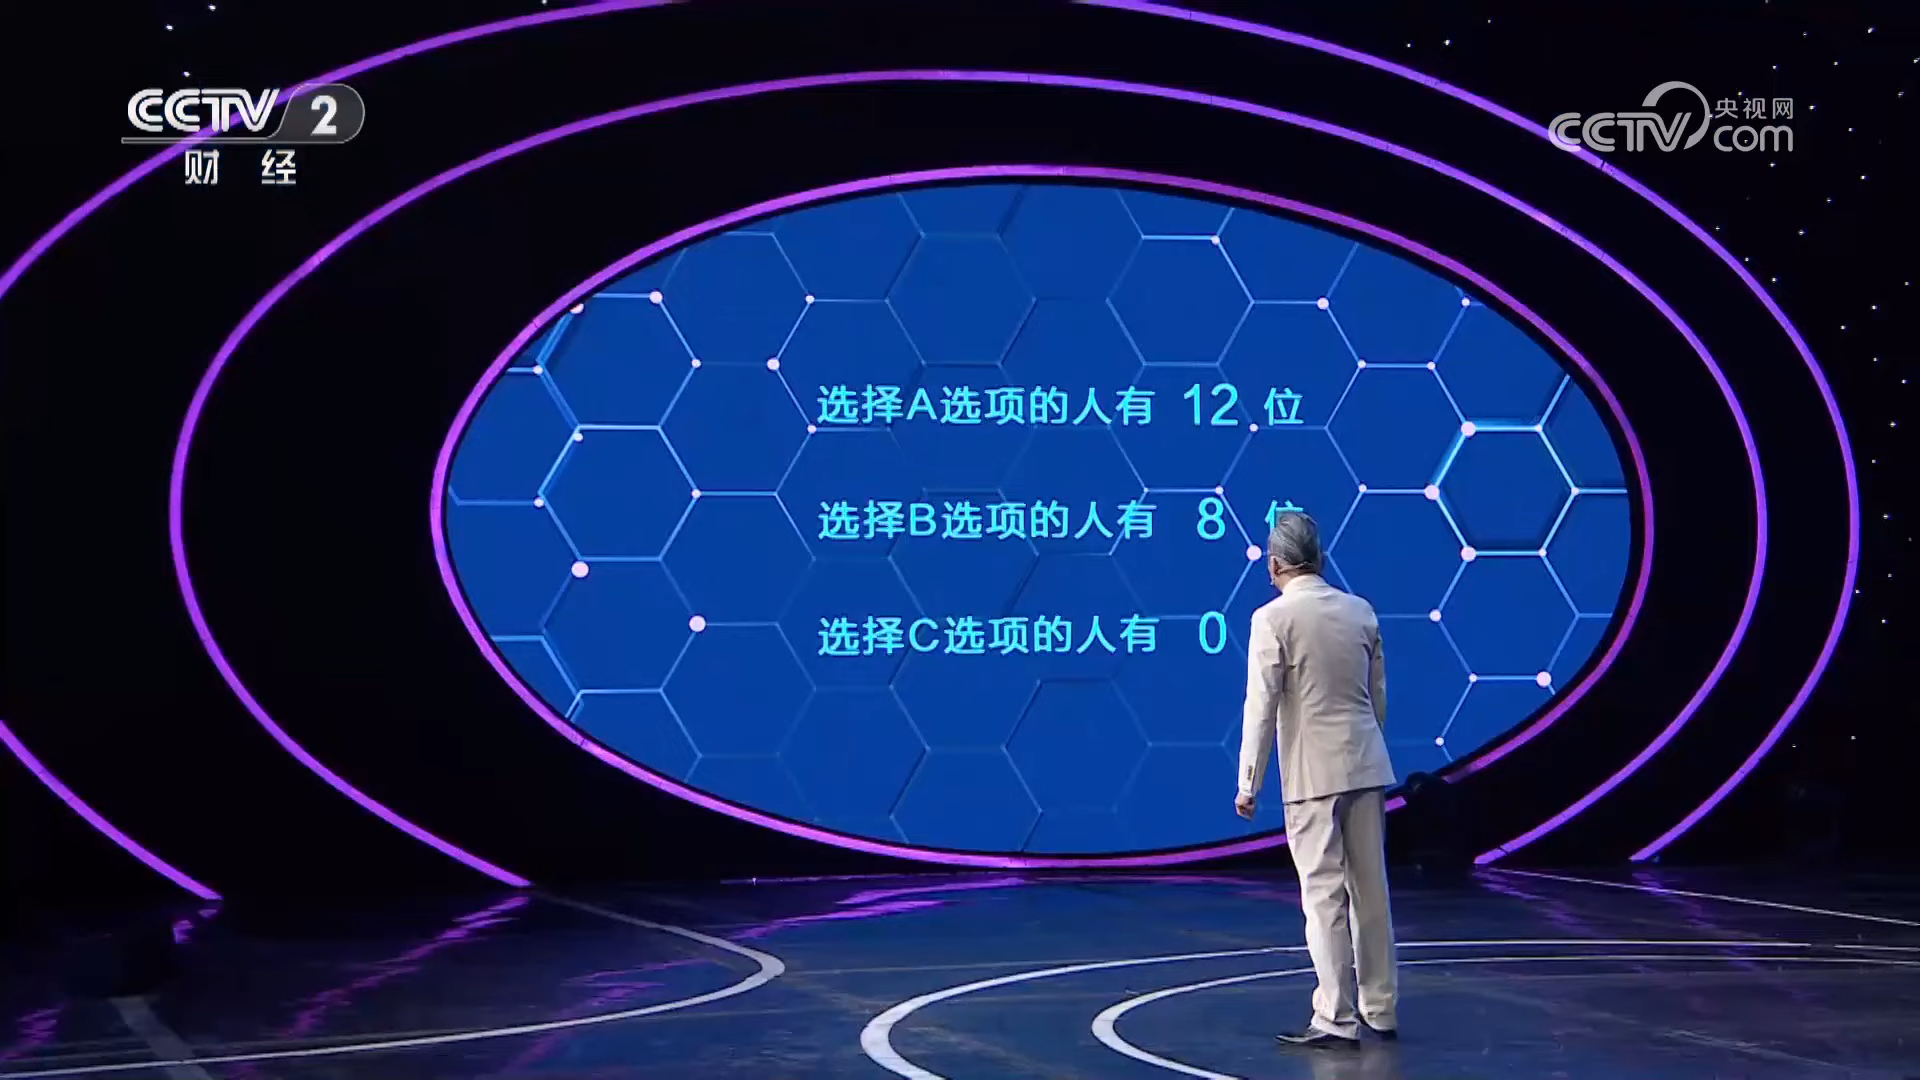 CCTV 2
财 经
央视网
CCTV.com
选择A选项的人有 12 位
选择B选项的人有 8 位
选择C选项的人有 0